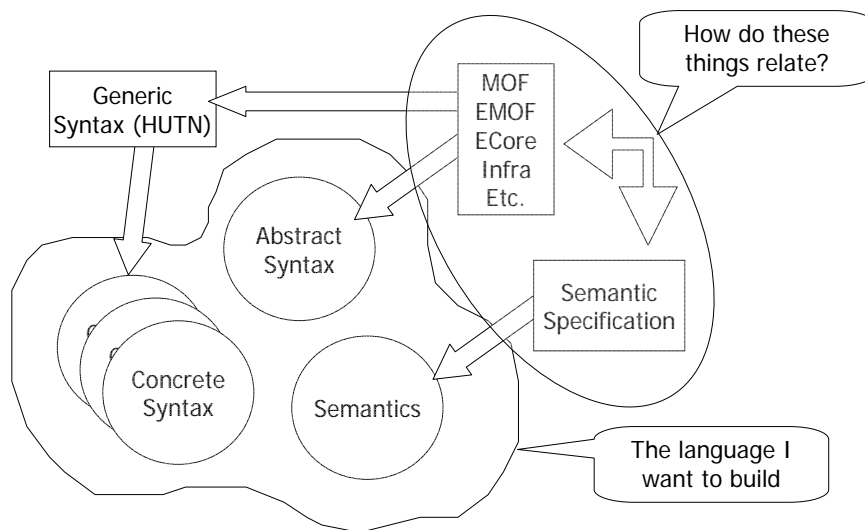 How do these
things relate?
Generic
Syntax (HUTN)
MOF
EMOF
ECore
Infra
Etc.
Abstract
Syntax
Semantic
Specification
Concrete
Syntax
Semantics
The language I
want to build